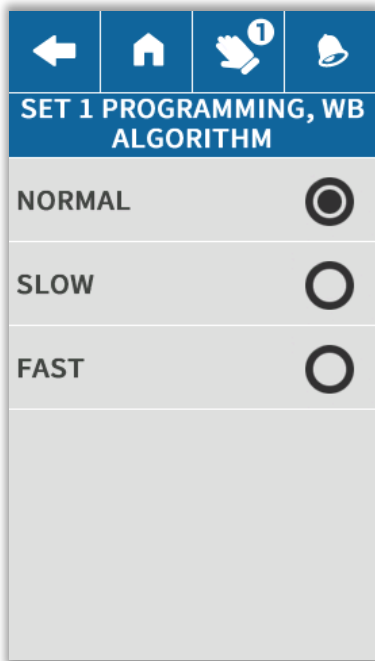 1
SET 1 PROGRAMMING, WB
ALGORITHM
NORMAL
SLOW
FAST